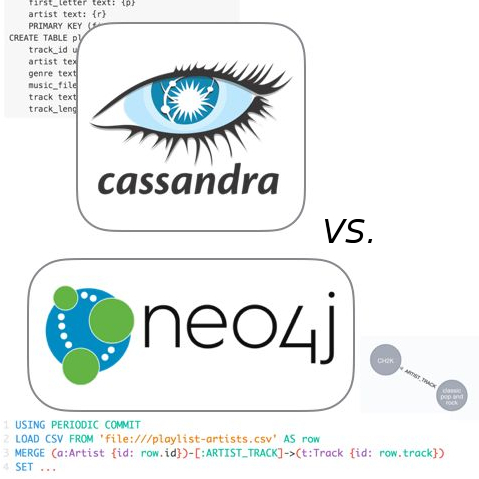 first_letter text: {p}
artist text: {r}
PRIMARY KEY (f
CREATE TABLE pl
track_id u
artist tex
genre text
music_file
track text
track_leng
cassandra
VS.
neo4j
CHEK
ARTIST_TRACK
classic
pop and
rock
1 USING PERIODIC COMMIT
2 LOAD CSV FROM 'file:///playlist-artists.csv' AS row
3 MERGE (a:Artist {id: row.id})-[:ARTIST_TRACK]->(t:Track {id: row.track})
4 SET ...